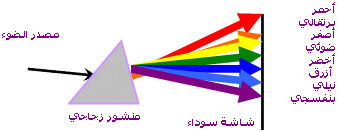 أحمر
برتقالي
أصفر
ضوئي
أخضر
أزرق
نيلي
بنفسجي
مصدر الضوء
منشور زجاجي
شاشة سوداء